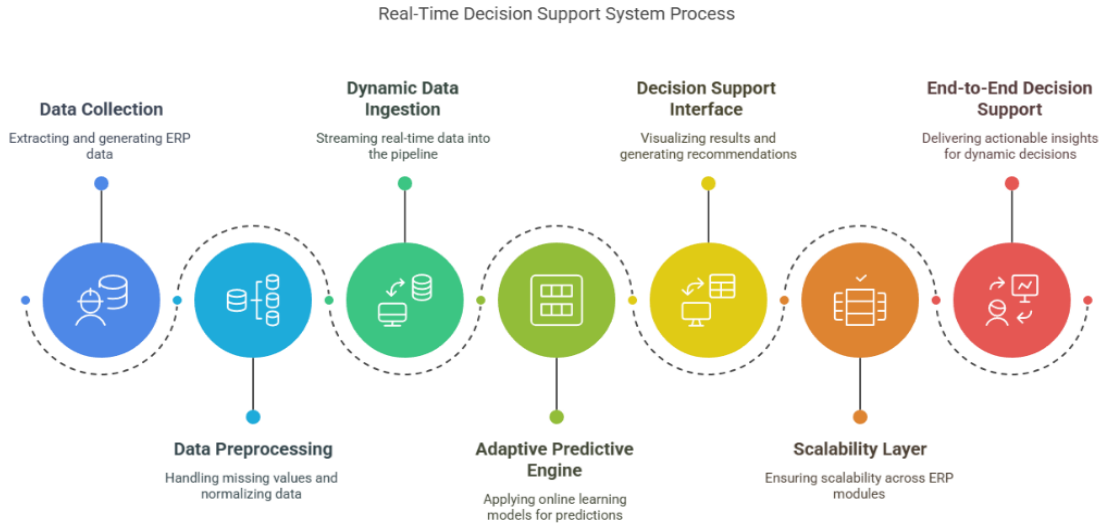 Real-Time Decision Support System Process
Data Collection
Extracting and generating ERP
data
Data Preprocessing
Handling missing values and
normalizing data
Dynamic Data
Ingestion
Streaming real-time data into
the pipeline
Adaptive Predictive
Engine
Applying online learning
models for predictions
Decision Support
Interface
Visualizing results and
generating recommendations
Scalability Layer
Ensuring scalability across ERP
modules
End-to-End Decision
Support
Delivering actionable insights
for dynamic decisions